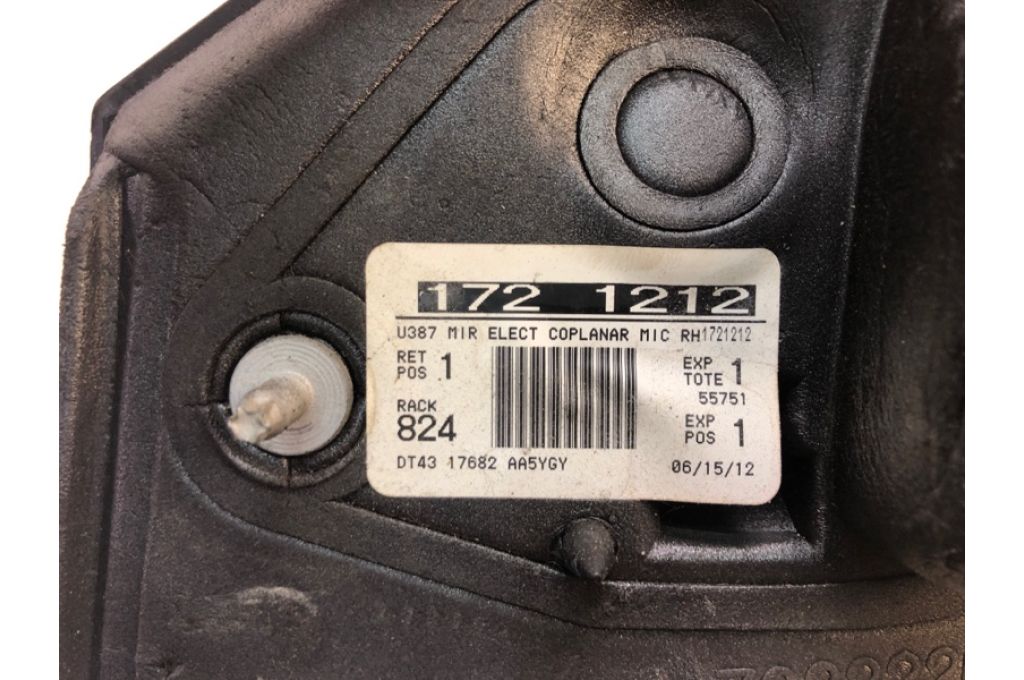 172 1212
U387 MIR ELECT COPLANAR MIC RH1721212
RET POS 1
EXP TOTE 1
55751
RACK
824
EXP POS 1
DT43 17682 AA5YGY 06/15/12